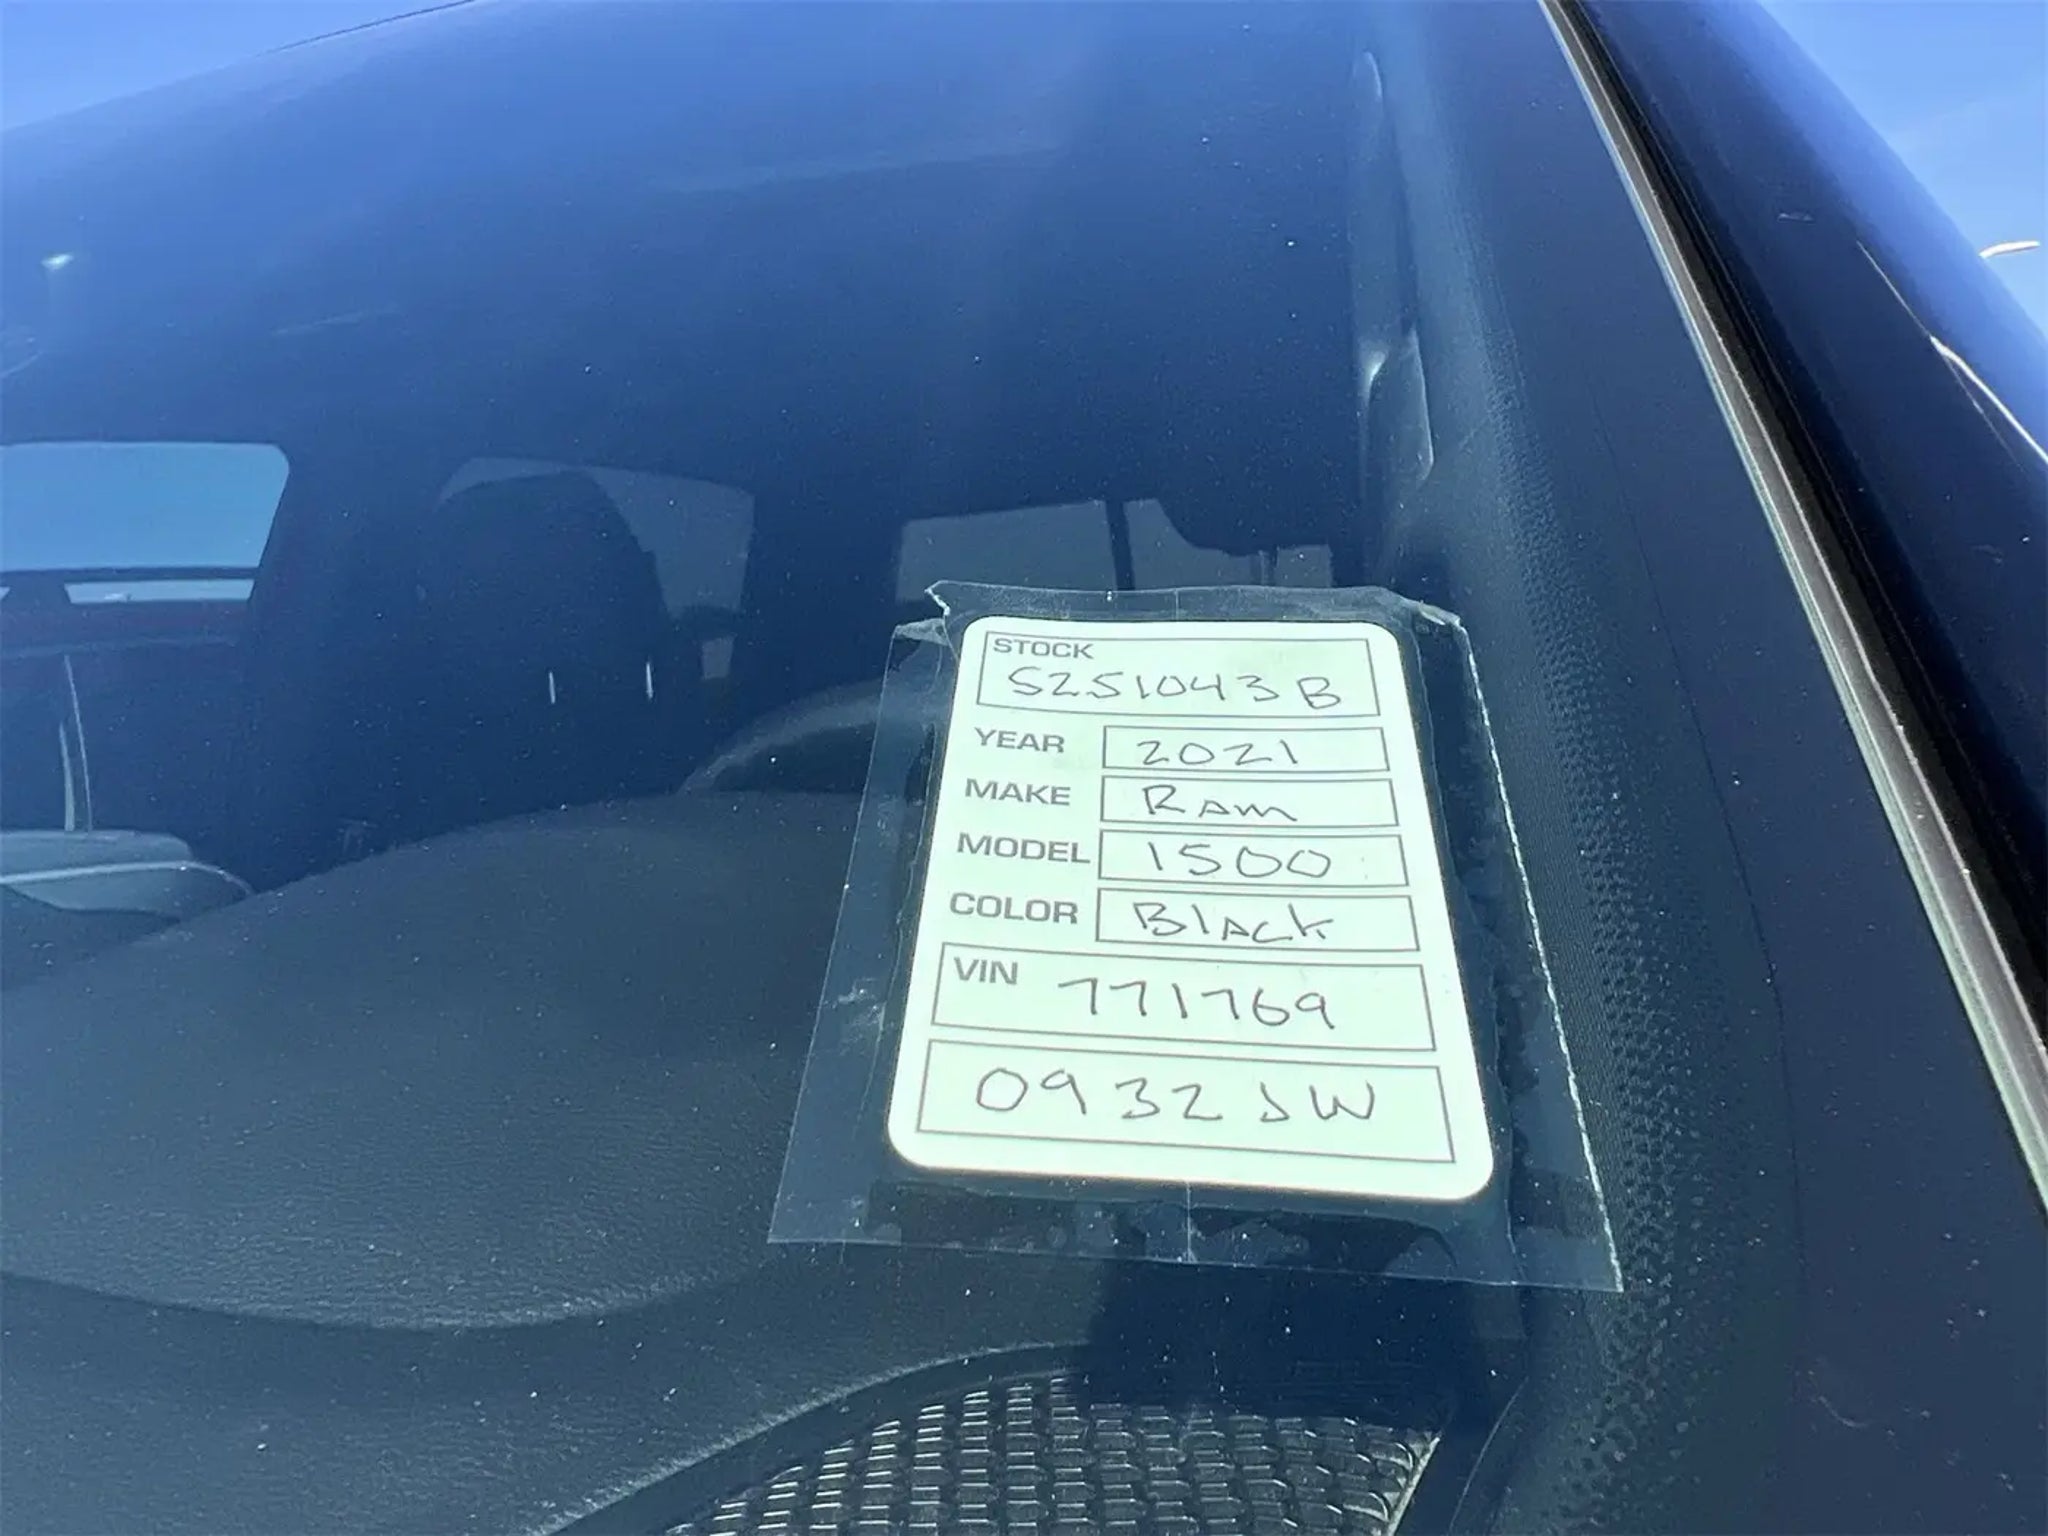 STOCK
S251043B
YEAR 2021
MAKE Ram
MODEL 1500
COLOR Black
VIN 771769
0932JW